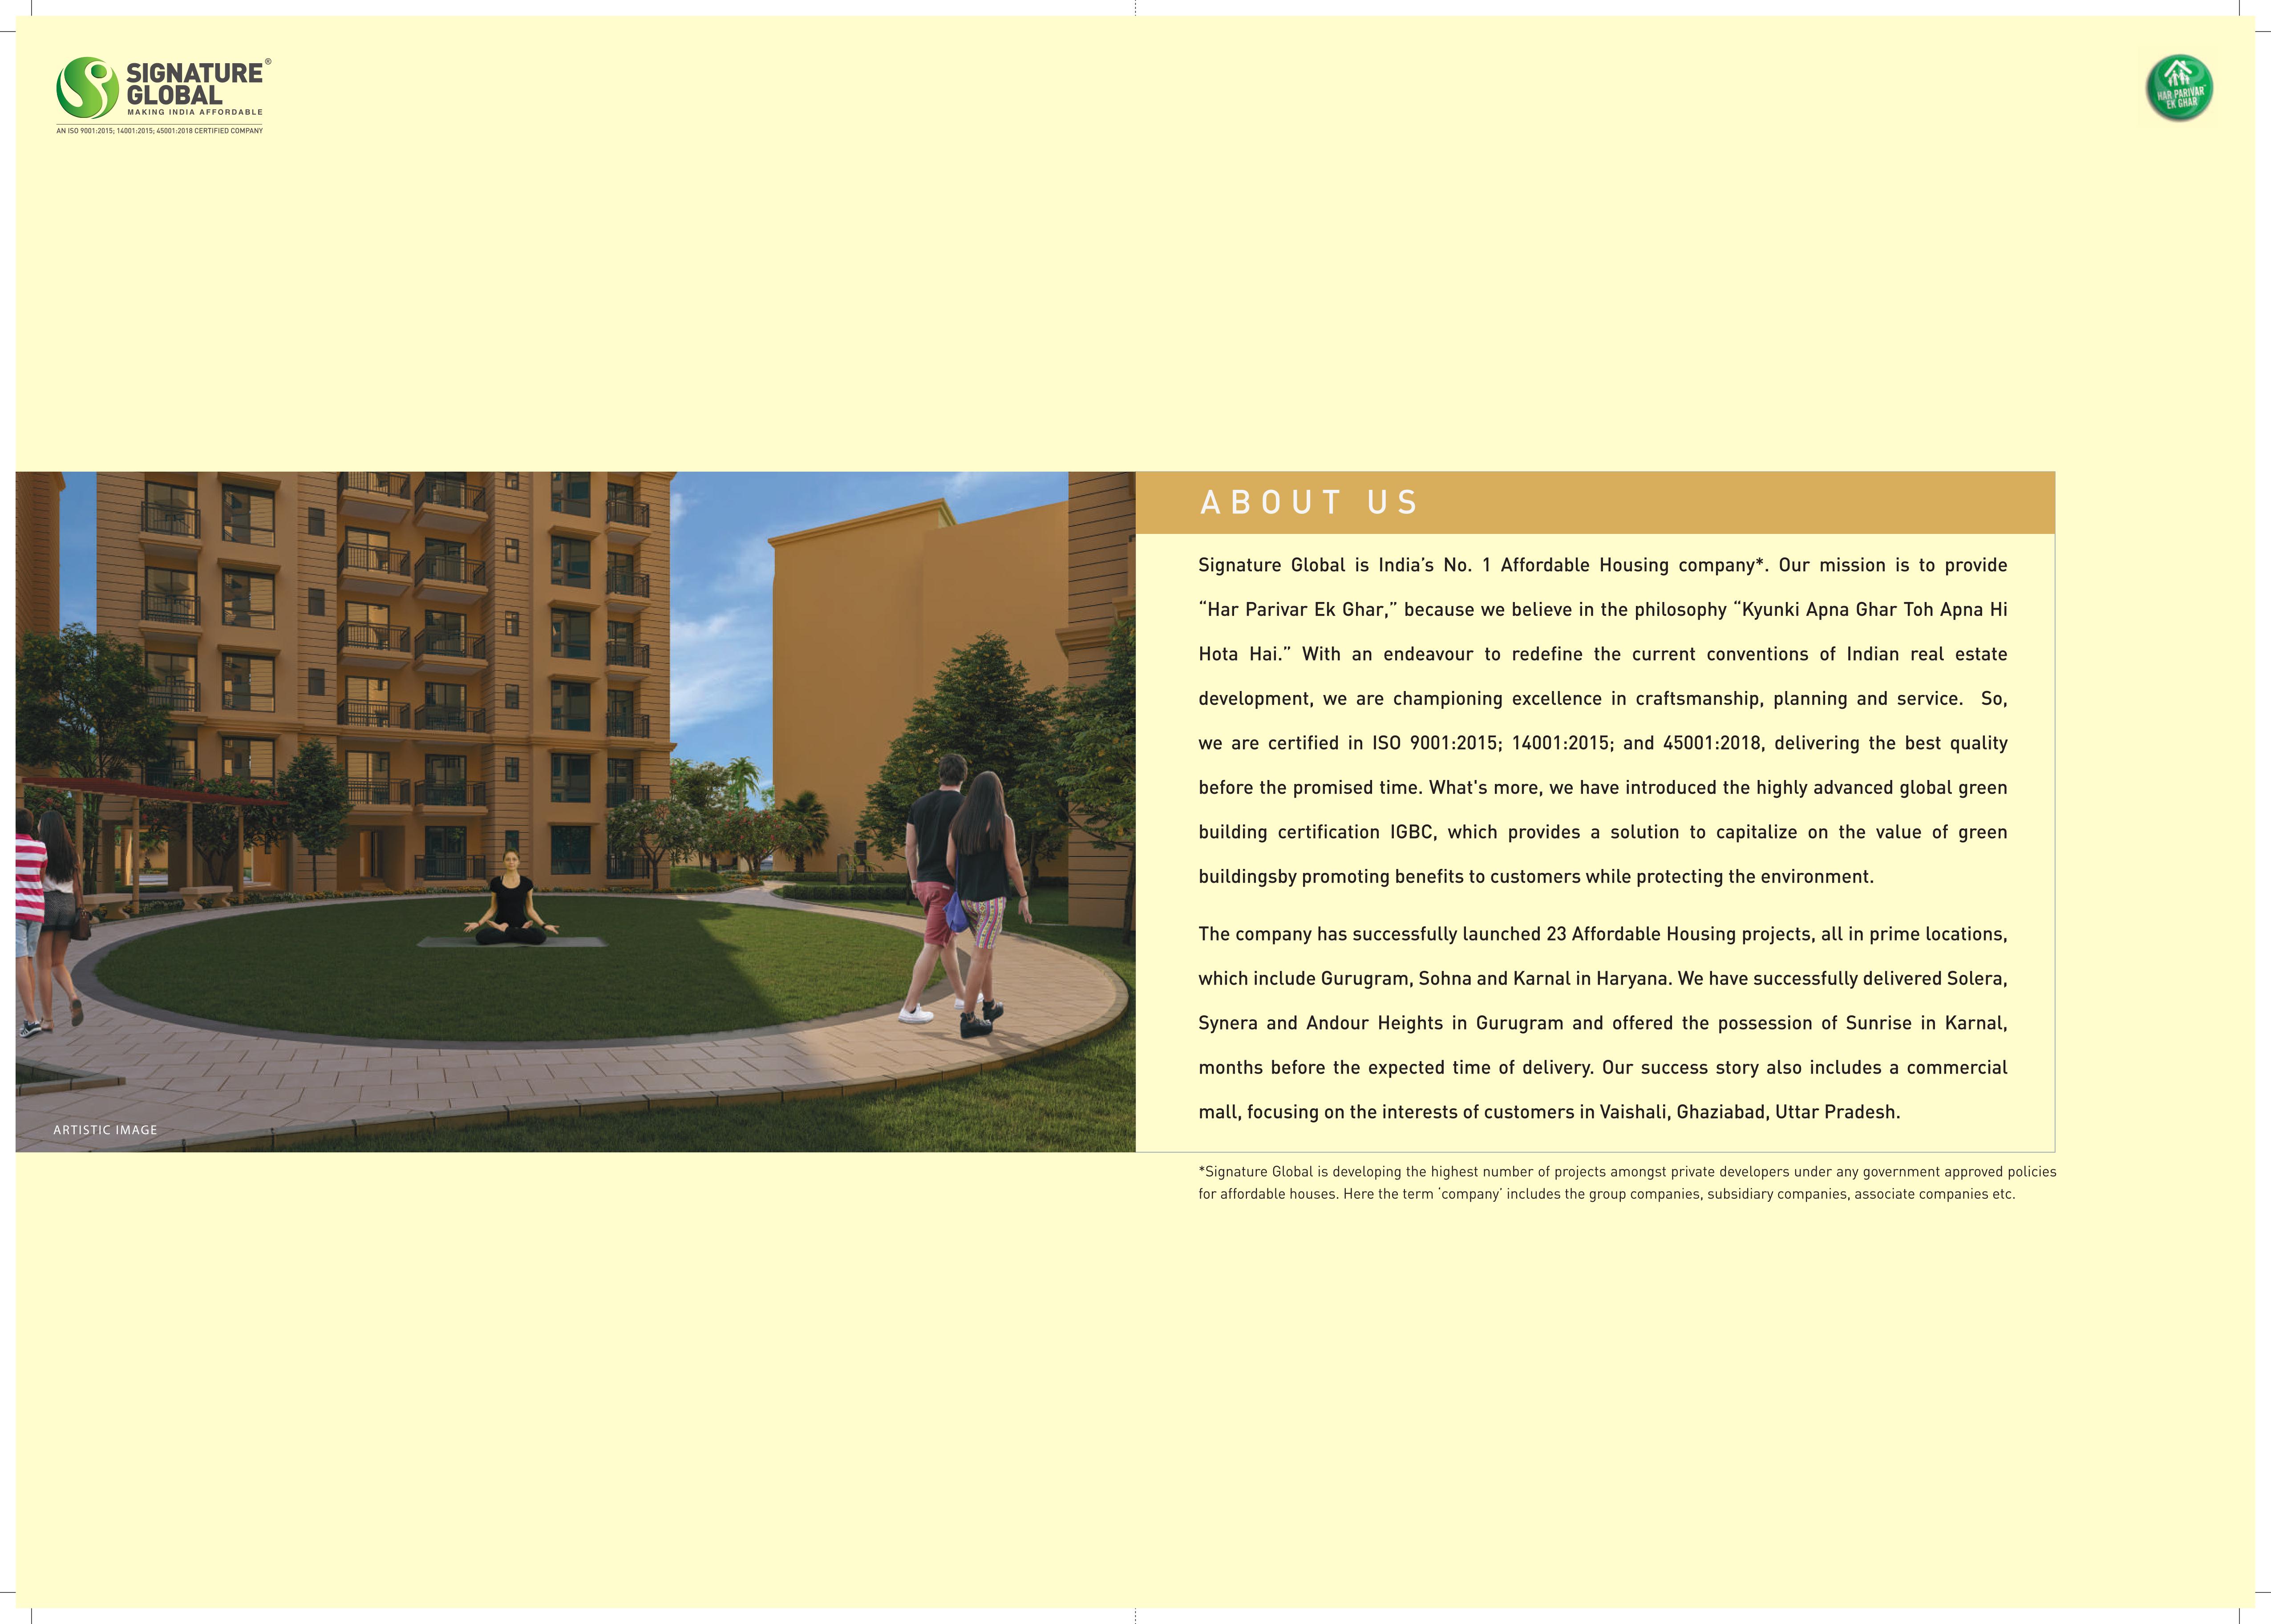 SIGNATURE®
GLOBAL
MAKING INDIA AFFORDABLE
AN ISO 9001:2015; 14001:2015; 45001:2018 CERTIFIED COMPANY
HAR PARIVAR
EK GHAR
ABOUT US
Signature Global is India’s No. 1 Affordable Housing company*. Our mission is to provide
“Har Parivar Ek Ghar,” because we believe in the philosophy “Kyunki Apna Ghar Toh Apna Hi
Hota Hai.” With an endeavour to redefine the current conventions of Indian real estate
development, we are championing excellence in craftsmanship, planning and service. So,
we are certified in ISO 9001:2015; 14001:2015; and 45001:2018, delivering the best quality
before the promised time. What's more, we have introduced the highly advanced global green
building certification IGBC, which provides a solution to capitalize on the value of green
buildingsby promoting benefits to customers while protecting the environment.
The company has successfully launched 23 Affordable Housing projects, all in prime locations,
which include Gurugram, Sohna and Karnal in Haryana. We have successfully delivered Solera,
Synera and Andour Heights in Gurugram and offered the possession of Sunrise in Karnal,
months before the expected time of delivery. Our success story also includes a commercial
mall, focusing on the interests of customers in Vaishali, Ghaziabad, Uttar Pradesh.
ARTISTIC IMAGE
*Signature Global is developing the highest number of projects amongst private developers under any government approved policies
for affordable houses. Here the term ‘company’ includes the group companies, subsidiary companies, associate companies etc.